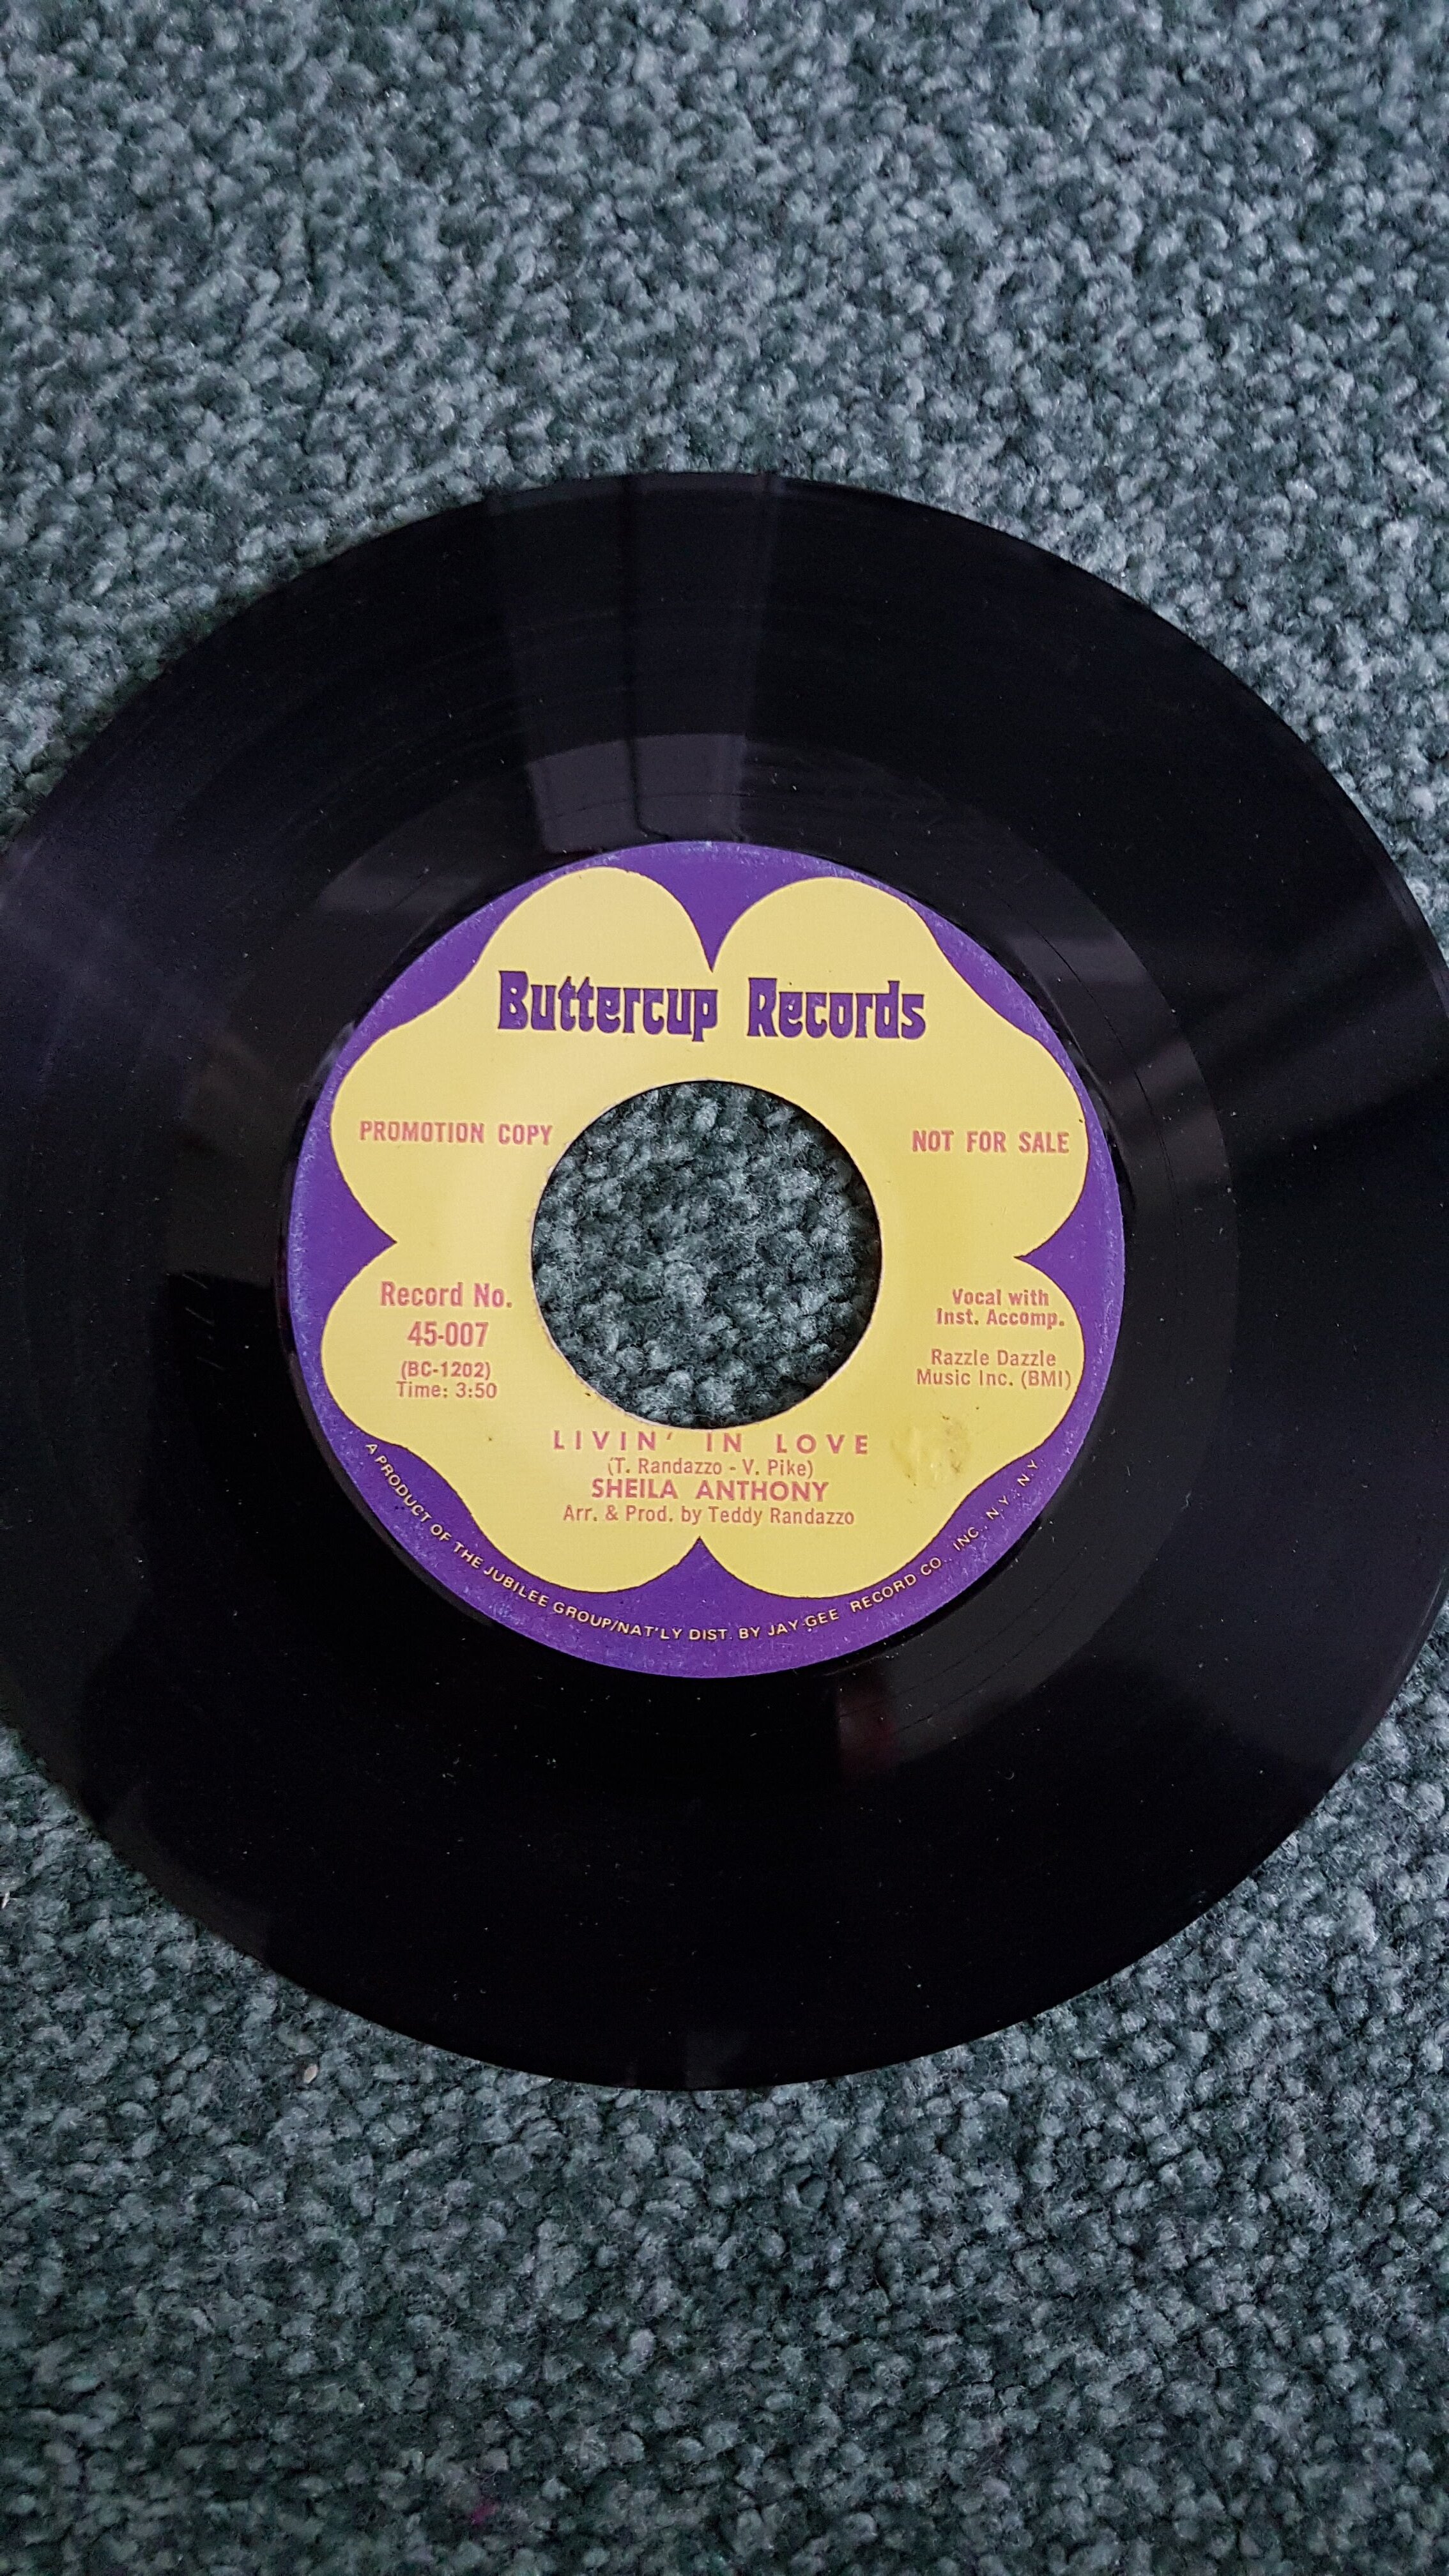 Buttercup Records
PROMOTION COPY
NOT FOR SALE
Record No.
45-007
(BC-1202)
Time: 3:50
Vocal with
Inst. Accomp.
Razzle Dazzle
Music Inc. (BMI)
LIVIN' IN LOVE
(T. Randazzo - V. Pike)
SHEILA ANTHONY
Arr. & Prod. by Teddy Randazzo
A PRODUCT OF THE JUBILEE GROUP/NAT'LY DIST. BY JAY-GEE RECORD CO., INC., N.Y., N.Y.